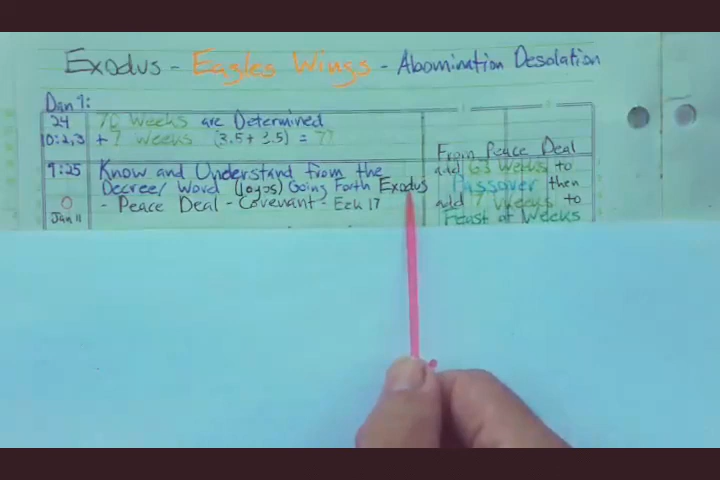 Exodus - Eagles Wings - Abomination Desolation
Dan 9:
24 70 Weeks are Determined
10:2,3 + 7 Weeks (3.5 + 3.5) = 77
9:25 Know and Understand from the
Decree/Word (logos) Going Forth Exodus
0 - Peace Deal - Covenant - Eze 17
Jan 11
From Peace Deal
add 63 Weeks to
Passover then
add 7 Weeks to
Feast of Weeks